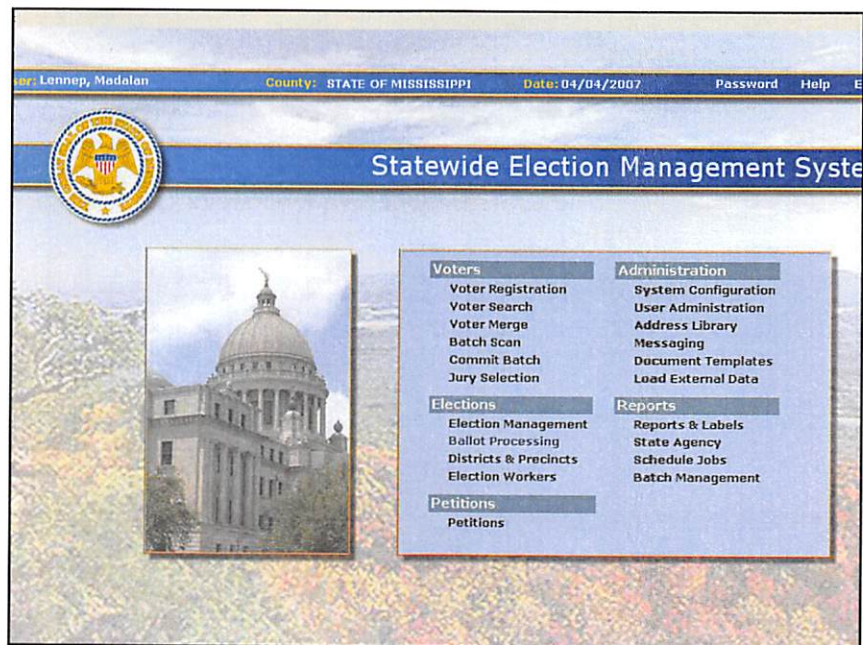 ser: Lennep, Madalan County: STATE OF MISSISSIPPI Date: 04/04/2007 Password Help E
Statewide Election Management Syste
Voters
Voter Registration
Voter Search
Voter Merge
Batch Scan
Commit Batch
Jury Selection
Elections
Election Management
Ballot Processing
Districts & Precincts
Election Workers
Petitions
Petitions
Administration
System Configuration
User Administration
Address Library
Messaging
Document Templates
Load External Data
Reports
Reports & Labels
State Agency
Schedule Jobs
Batch Management